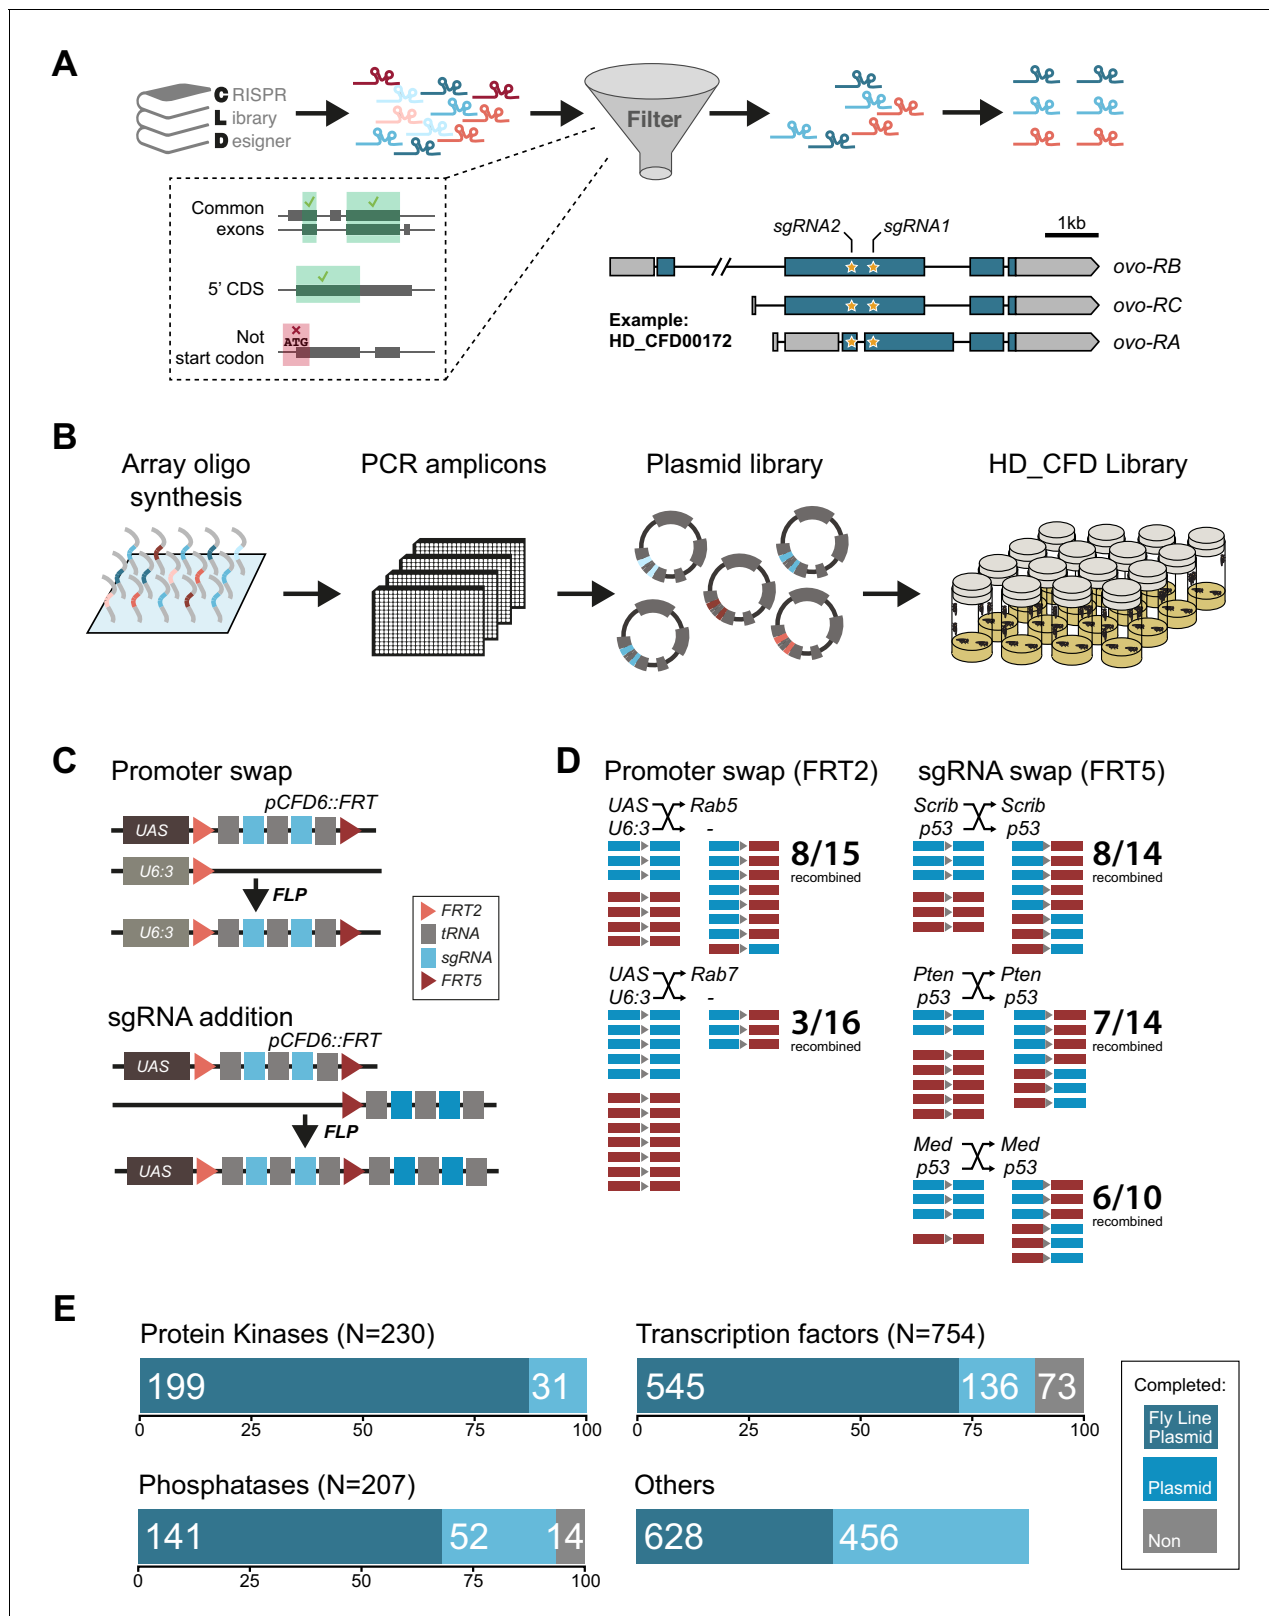 A
CRISPR
Library
Designer
Filter
Common
exons
5' CDS
Not
start codon
ATG
sgRNA2
sgRNA1
1kb
ovo-RB
ovo-RC
ovo-RA
Example:
HD_CFD00172
B
Array oligo
synthesis
PCR amplicons
Plasmid library
HD_CFD Library
C
Promoter swap
pCFD6::FRT
UAS
U6:3
FLP
U6:3
FRT2
tRNA
sgRNA
FRT5
sgRNA addition
pCFD6::FRT
UAS
FLP
UAS
D
Promoter swap (FRT2)
UAS Rab5
U6:3 -
8/15
recombined
UAS Rab7
U6:3 -
3/16
recombined
sgRNA swap (FRT5)
Scrib Scrib
p53 p53
8/14
recombined
Pten Pten
p53 p53
7/14
recombined
Med Med
p53 p53
6/10
recombined
E
Protein Kinases (N=230)
199 31
0 25 50 75 100
Transcription factors (N=754)
545 136 73
0 25 50 75 100
Phosphatases (N=207)
141 52 14
0 25 50 75 100
Others
628 456
Completed:
Fly Line
Plasmid
Plasmid
Non